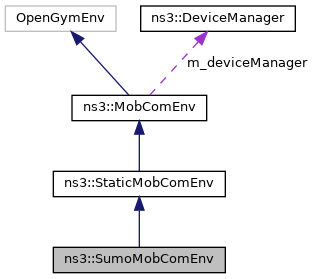 OpenGymEnv
ns3::DeviceManager
m_deviceManager
ns3::MobComEnv
ns3::StaticMobComEnv
ns3::SumoMobComEnv